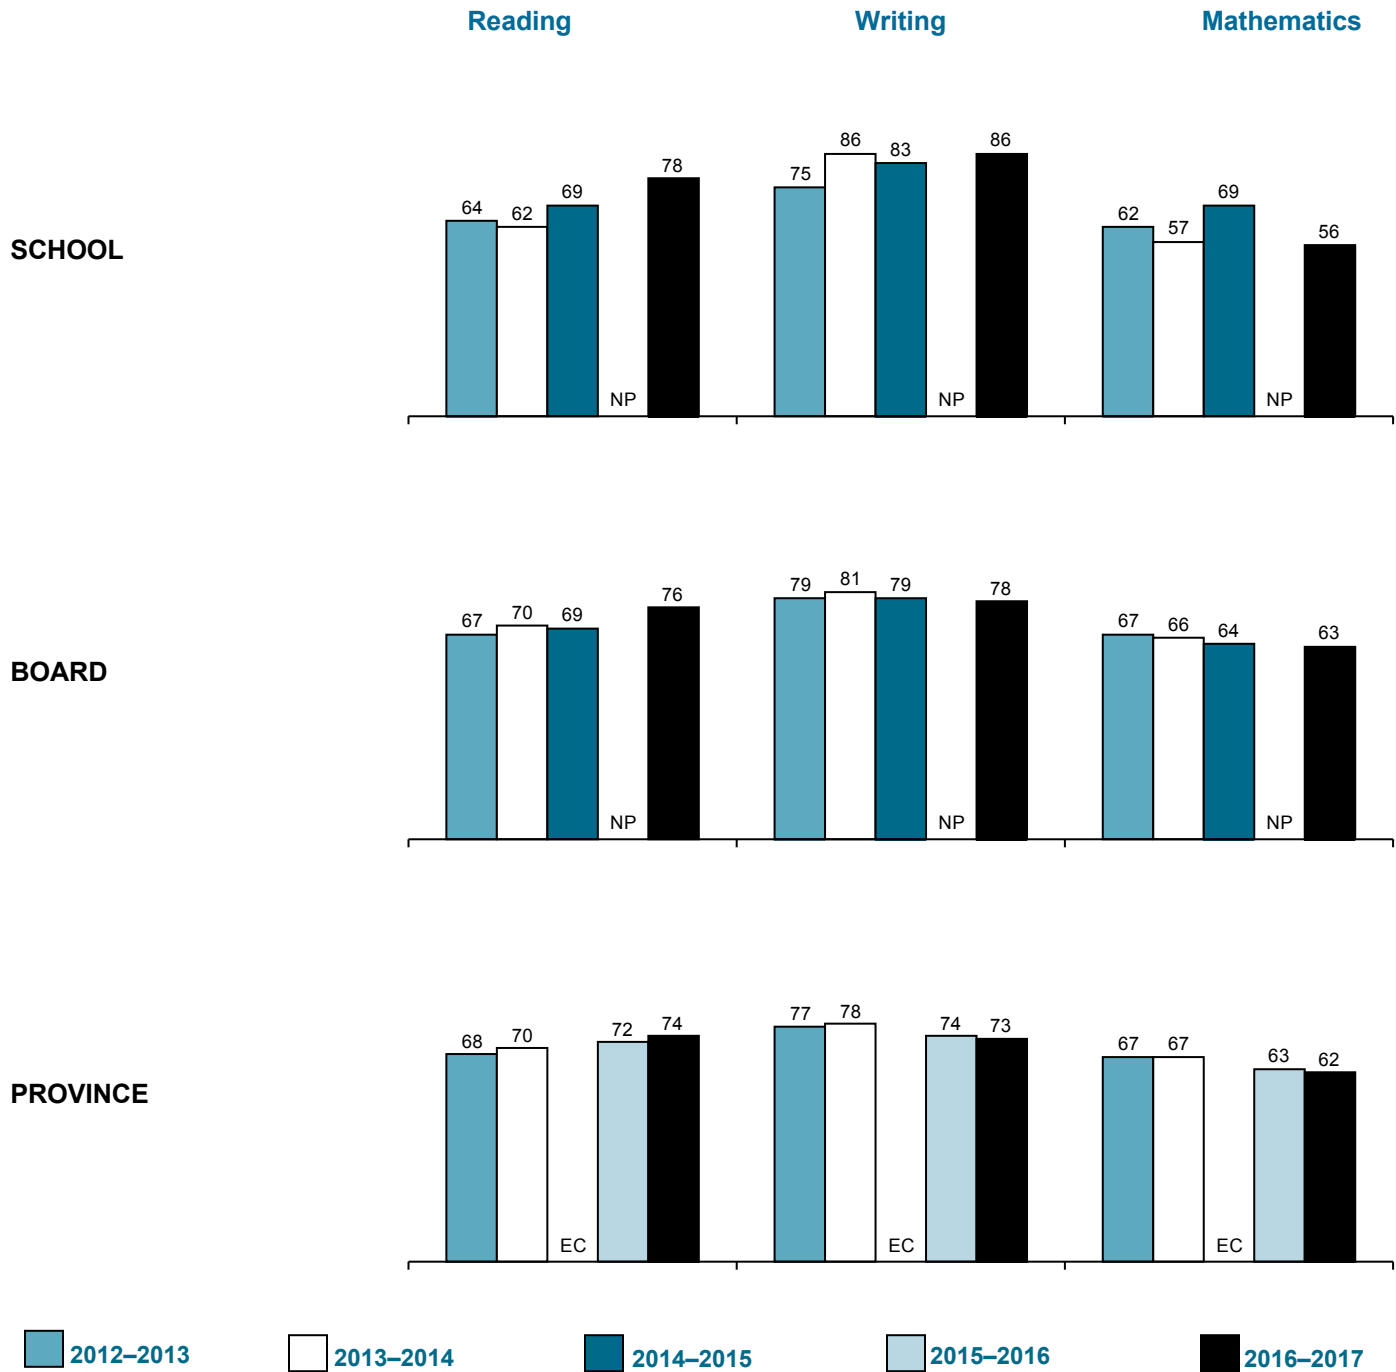 Reading Writing Mathematics
SCHOOL
64 62 69 NP 78
75 86 83 NP 86
62 57 69 NP 56
BOARD
67 70 69 NP 76
79 81 79 NP 78
67 66 64 NP 63
PROVINCE
68 70 EC 72 74
77 78 EC 74 73
67 67 EC 63 62
2012–2013 2013–2014 2014–2015 2015–2016 2016–2017